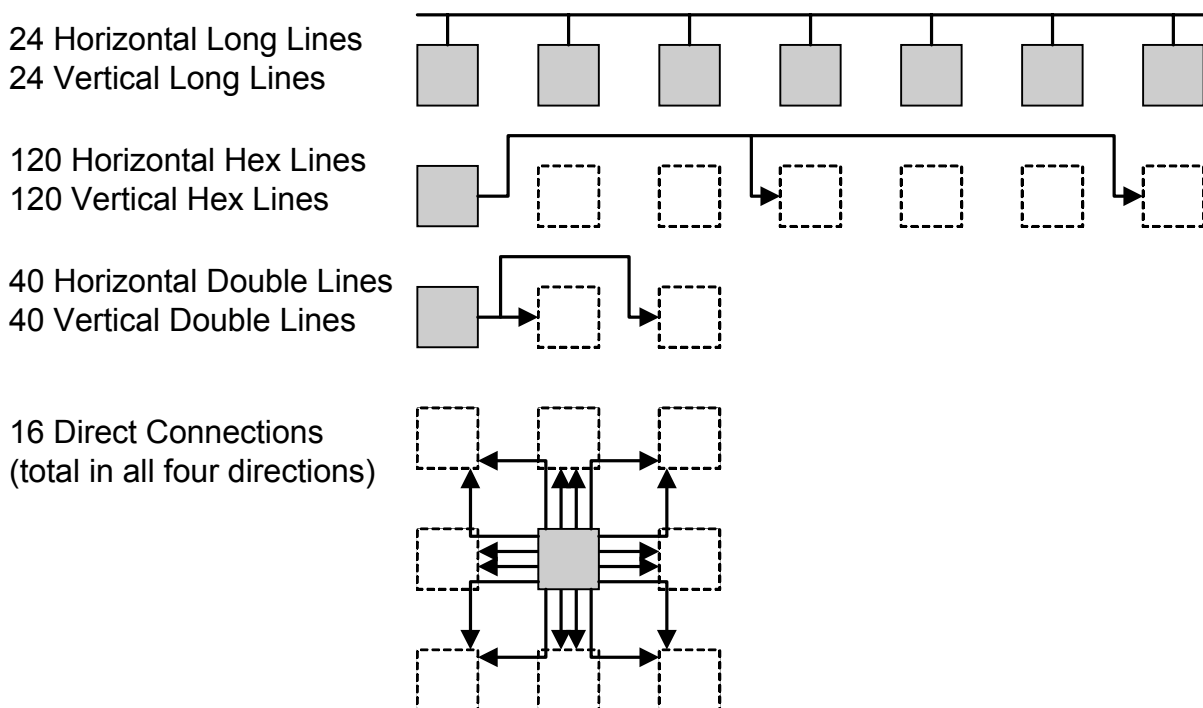 24 Horizontal Long Lines
24 Vertical Long Lines
120 Horizontal Hex Lines
120 Vertical Hex Lines
40 Horizontal Double Lines
40 Vertical Double Lines
16 Direct Connections
(total in all four directions)